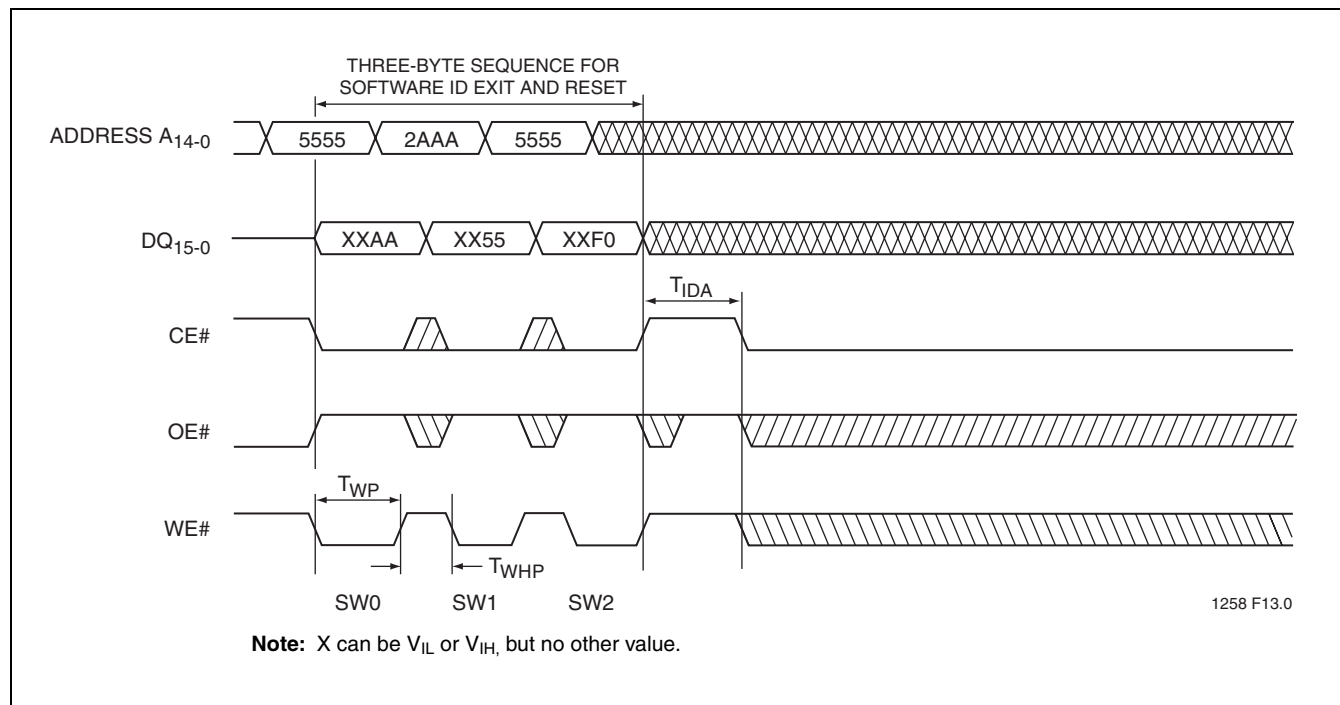 THREE-BYTE SEQUENCE FOR
SOFTWARE ID EXIT AND RESET
ADDRESS A14-0
5555 2AAA 5555
DQ15-0
XXAA XX55 XXF0
TIDA
CE#
OE#
TWP
WE#
TWHP
SW0 SW1 SW2
1258 F13.0
Note: X can be VIL or VIH, but no other value.